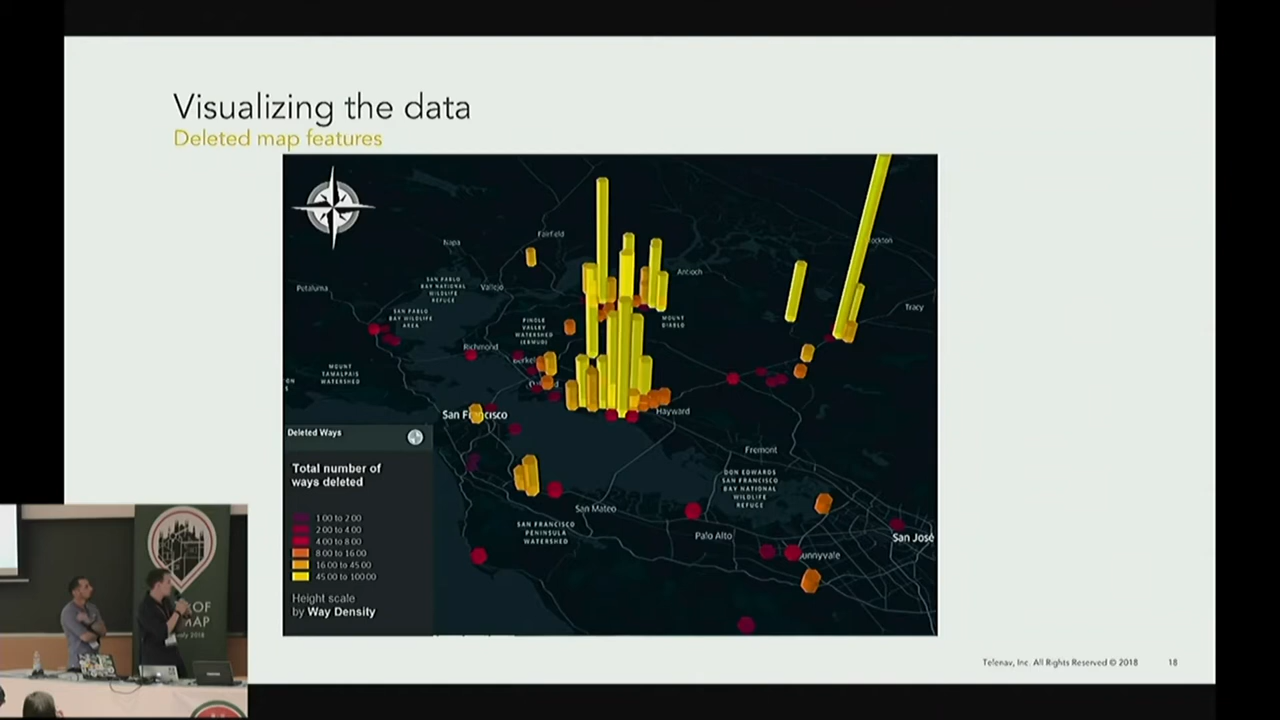 Visualizing the data
Deleted map features
Napa
Fairfield
Petaluma
SAN PABLO
BAY NATIONAL
WILDLIFE
REFUGE
Vallejo
Antioch
SAN PABLO
BAY WILDLIFE
AREA
PINOLE
VALLEY
WATERSHED
(EBMUD)
MOUNT
DIABLO
Tracy
Richmond
MOUNT
TAMALPAIS
WATERSHED
San Francisco
Hayward
Deleted Ways
Fremont
Total number of
ways deleted
DON EDWARDS
SAN FRANCISCO
BAY NATIONAL
WILDLIFE
REFUGE
San Mateo
1.00 to 2.00
2.00 to 4.00
4.00 to 8.00
8.00 to 16.00
16.00 to 45.00
45.00 to 100.00
SAN FRANCISCO
PENINSULA
WATERSHED
Palo Alto
San José
unnyvale
Height scale
by Way Density
OF
MAP
2018
Telenav, Inc. All Rights Reserved © 2018
18